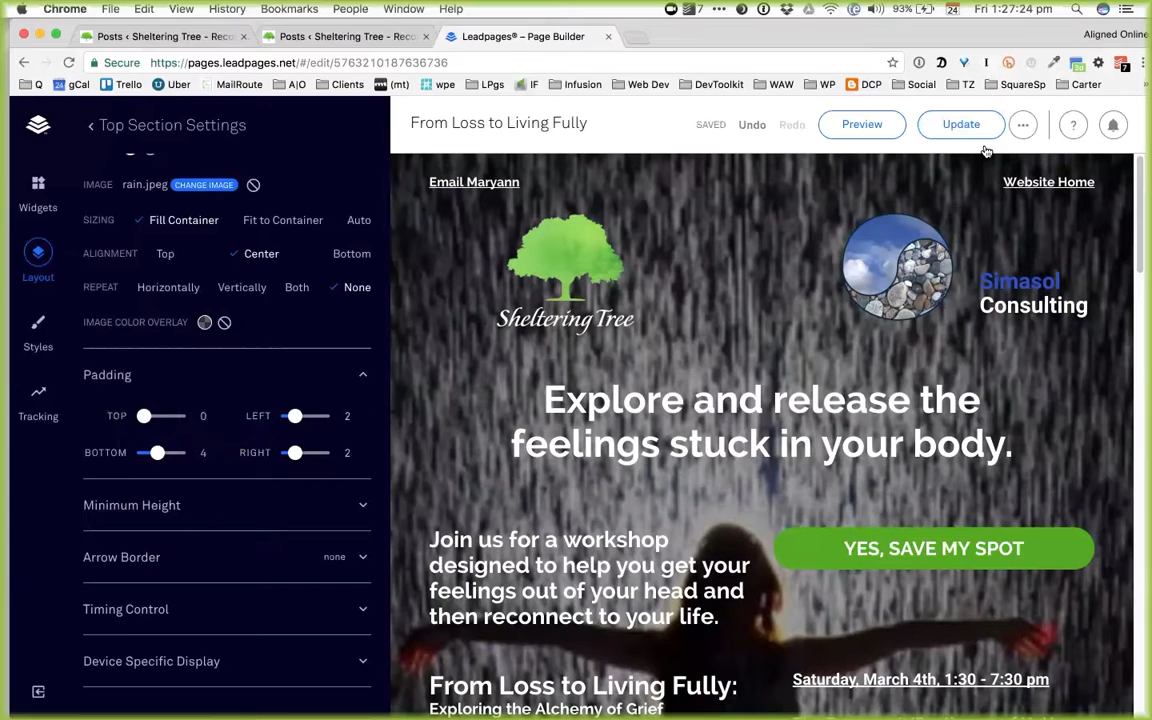 Chrome File Edit View History Bookmarks People Window Help 7 93% 24 Fri 1:27:24 pm
Posts ‹ Sheltering Tree - Reco × Posts ‹ Sheltering Tree - Reco × Leadpages® – Page Builder × Aligned Online
Secure https://pages.leadpages.net/#/edit/5763210187636736
Q gCal Trello Uber MailRoute A|O Clients (mt) wpe LPgs IF Infusion Web Dev DevToolkit WAW WP DCP Social TZ SquareSp Carter
Top Section Settings
From Loss to Living Fully
SAVED Undo Redo Preview Update ... ?
Widgets
Layout
Styles
Tracking
IMAGE rain.jpeg CHANGE IMAGE
SIZING Fill Container Fit to Container Auto
ALIGNMENT Top Center Bottom
REPEAT Horizontally Vertically Both None
IMAGE COLOR OVERLAY
Padding
TOP 0 LEFT 2
BOTTOM 4 RIGHT 2
Minimum Height
Arrow Border none
Timing Control
Device Specific Display
Email Maryann Website Home
Sheltering Tree
Simasol
Consulting
Explore and release the
feelings stuck in your body.
Join us for a workshop
designed to help you get your
feelings out of your head and
then reconnect to your life.
YES, SAVE MY SPOT
From Loss to Living Fully:
Exploring the Alchemy of Grief
Saturday, March 4th, 1:30 - 7:30 pm